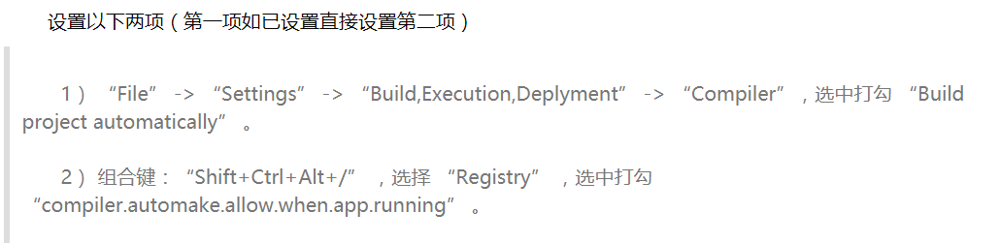 设置以下两项（第一项如已设置直接设置第二项）
1）“File” -> “Settings” -> “Build,Execution,Deplyment” -> “Compiler”，选中打勾 “Build
project automatically” 。
2） 组合键：“Shift+Ctrl+Alt+/” ，选择 “Registry” ，选中打勾
“compiler.automake.allow.when.app.running” 。